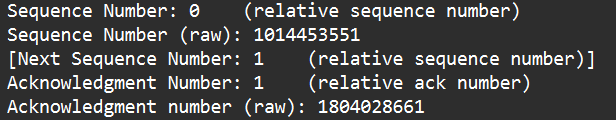 Sequence Number: 0    (relative sequence number)
Sequence Number (raw): 1014453551
[Next Sequence Number: 1    (relative sequence number)]
Acknowledgment Number: 1    (relative ack number)
Acknowledgment number (raw): 1804028661